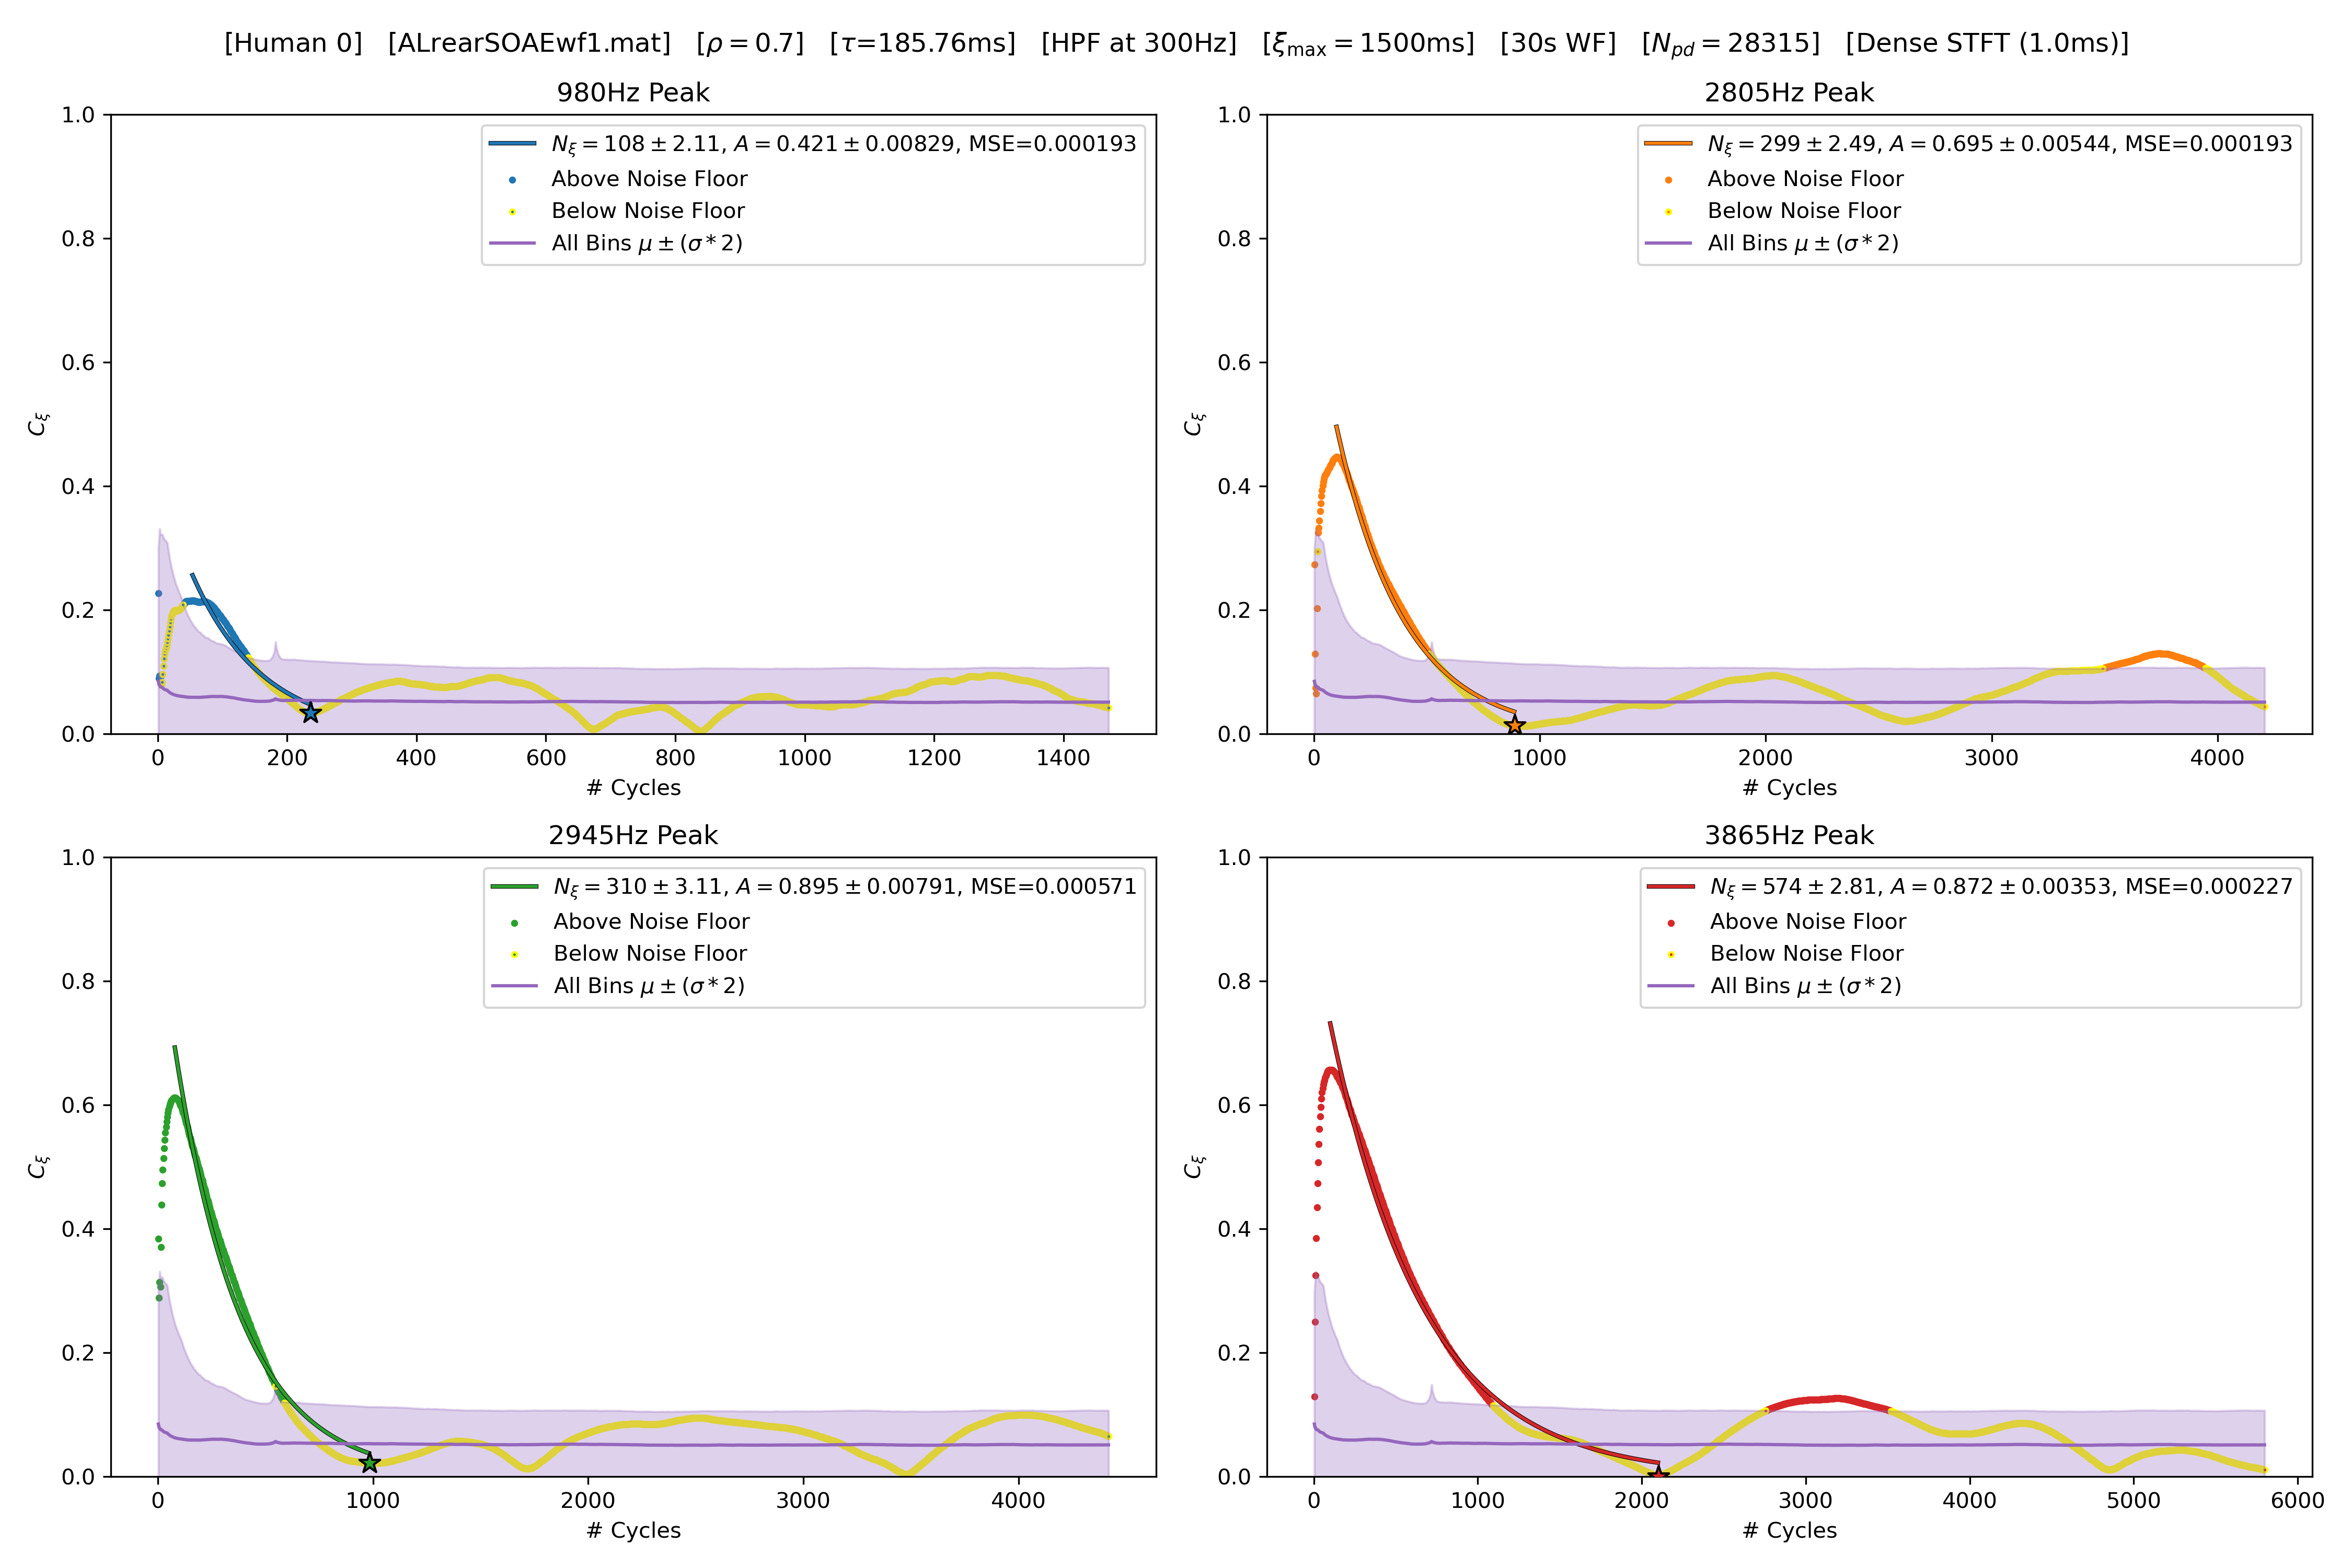 [Human 0] [ALrearSOAEwf1.mat] [ρ = 0.7] [τ=185.76ms] [HPF at 300Hz] [ξmax = 1500ms] [30s WF] [Npd = 28315] [Dense STFT (1.0ms)]
980Hz Peak
1.0
0.8
0.6
0.4
0.2
0.0
Cξ
Nξ = 108 ± 2.11, A = 0.421 ± 0.00829, MSE=0.000193
Above Noise Floor
Below Noise Floor
All Bins μ ± (σ * 2)
0 200 400 600 800 1000 1200 1400
# Cycles
2805Hz Peak
1.0
0.8
0.6
0.4
0.2
0.0
Cξ
Nξ = 299 ± 2.49, A = 0.695 ± 0.00544, MSE=0.000193
Above Noise Floor
Below Noise Floor
All Bins μ ± (σ * 2)
0 1000 2000 3000 4000
# Cycles
2945Hz Peak
1.0
0.8
0.6
0.4
0.2
0.0
Cξ
Nξ = 310 ± 3.11, A = 0.895 ± 0.00791, MSE=0.000571
Above Noise Floor
Below Noise Floor
All Bins μ ± (σ * 2)
0 1000 2000 3000 4000
# Cycles
3865Hz Peak
1.0
0.8
0.6
0.4
0.2
0.0
Cξ
Nξ = 574 ± 2.81, A = 0.872 ± 0.00353, MSE=0.000227
Above Noise Floor
Below Noise Floor
All Bins μ ± (σ * 2)
0 1000 2000 3000 4000 5000 6000
# Cycles